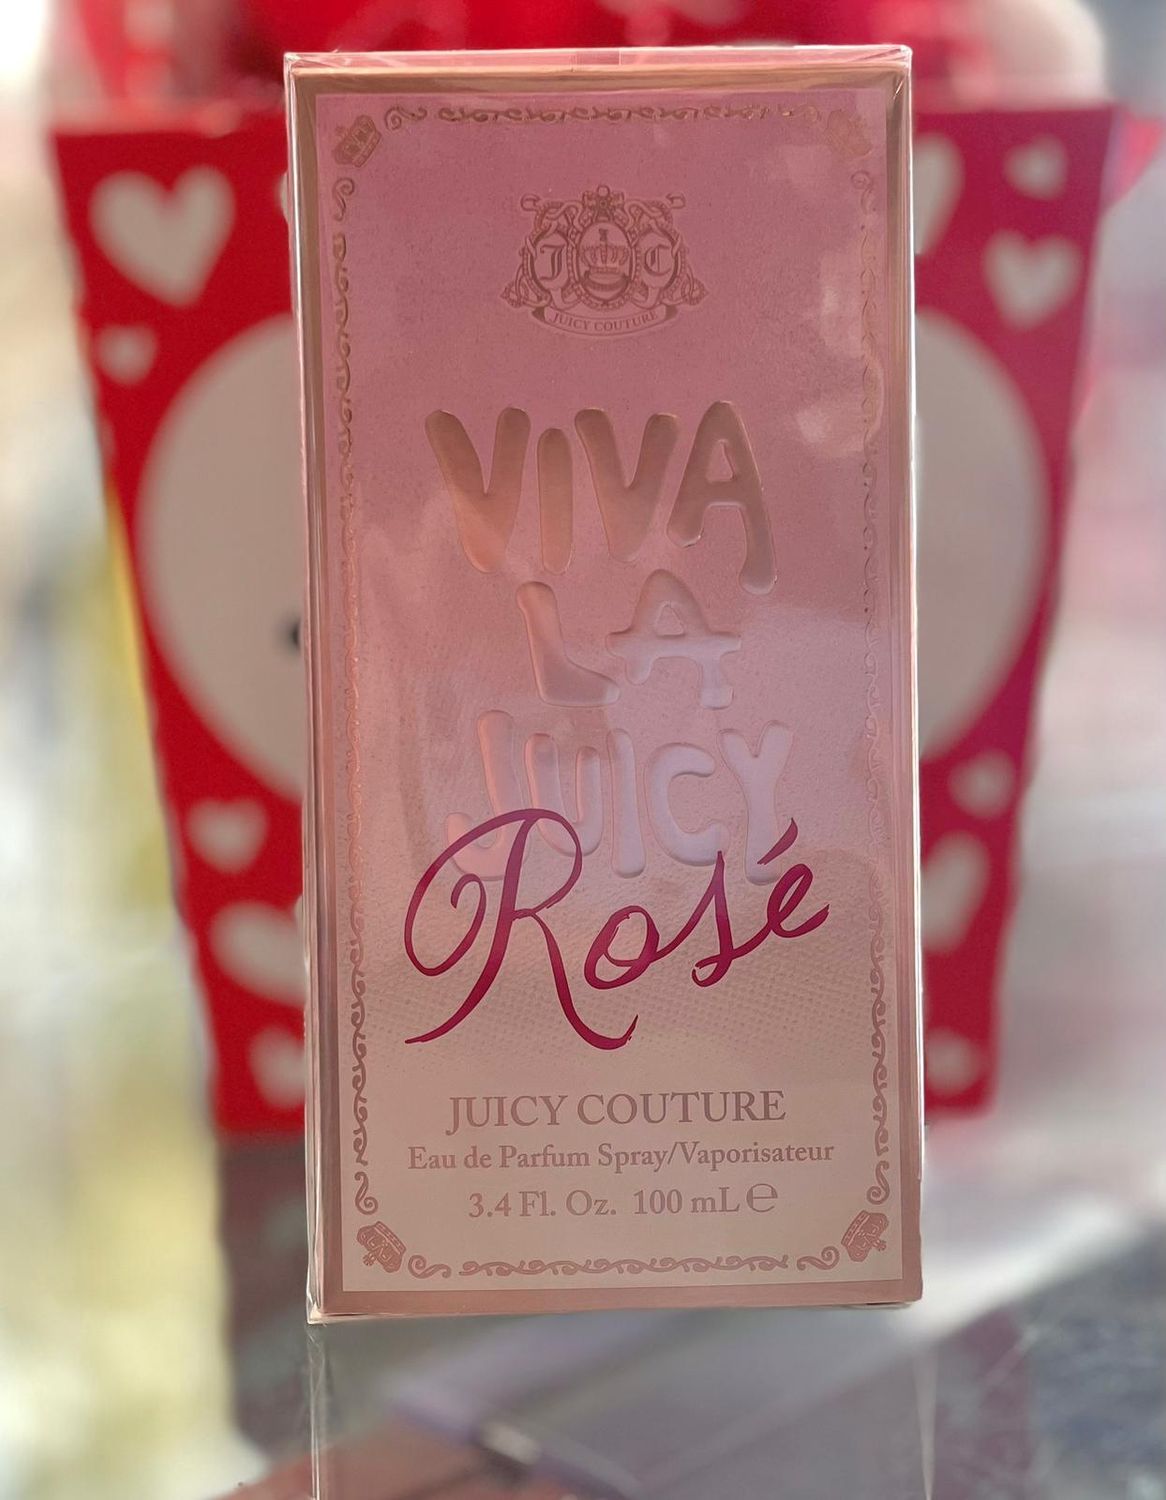 J C
JUICY COUTURE
VIVA
LA
JUICY
Rosé
JUICY COUTURE
Eau de Parfum Spray/Vaporisateur
3.4 Fl. Oz. 100 mL ℮